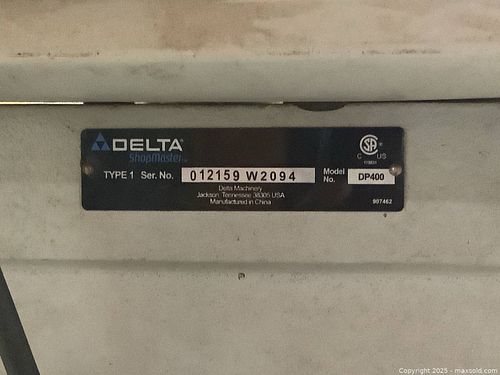 DELTA
ShopMaster
TYPE 1 Ser. No. 012159 W2094 Model No. DP400
Delta Machinery
Jackson, Tennessee 38305 USA
Manufactured in China
C US
907462
Copyright 2025 - maxsold.com